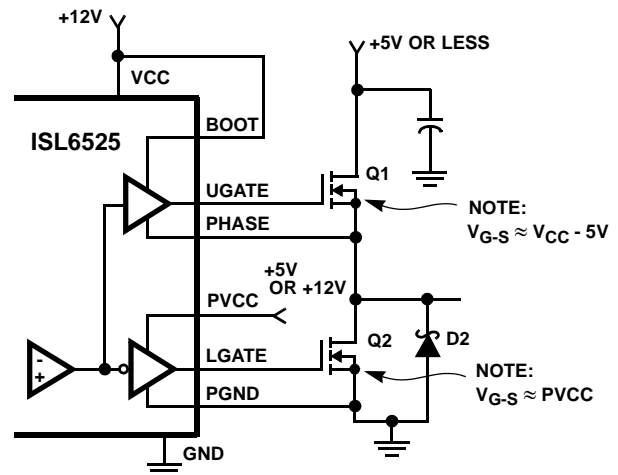 +12V
+5V OR LESS
VCC
BOOT
ISL6525
Q1
UGATE
NOTE:
VG-S ≈ VCC - 5V
PHASE
+5V
OR +12V
PVCC
Q2
D2
LGATE
-
+
NOTE:
VG-S ≈ PVCC
PGND
GND